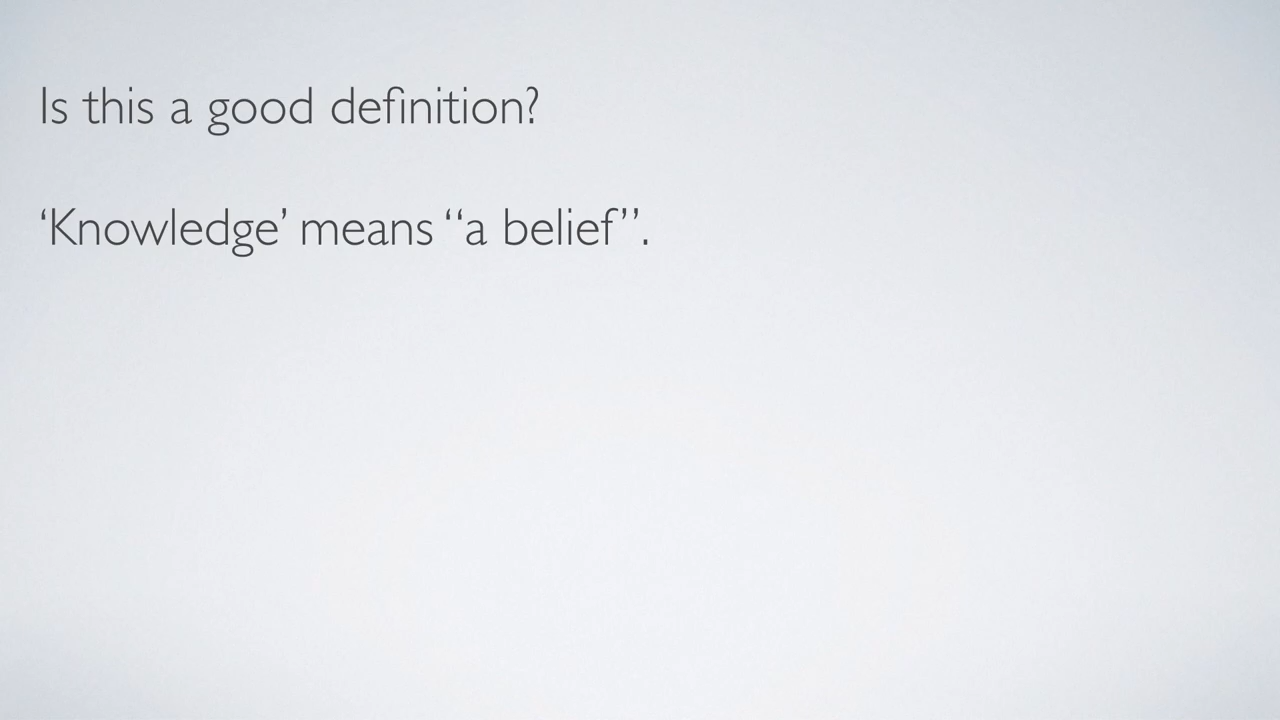 Is this a good definition?
‘Knowledge’ means “a belief”.